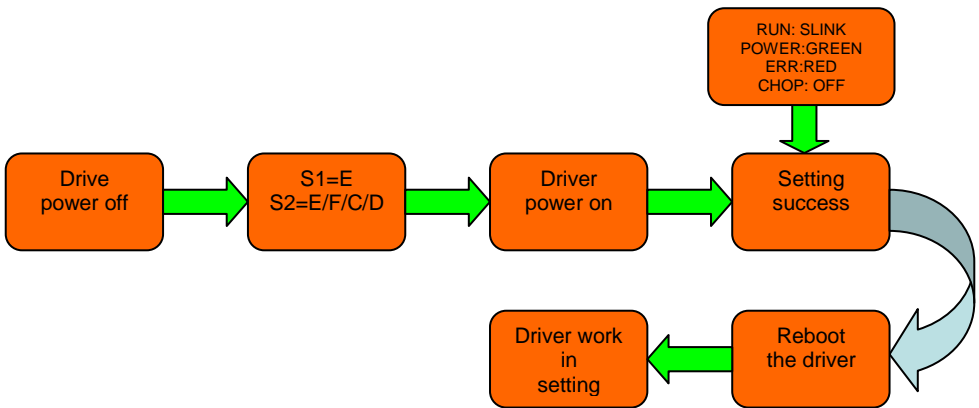 RUN: SLINK
POWER:GREEN
ERR:RED
CHOP: OFF
Drive
power off
S1=E
S2=E/F/C/D
Driver
power on
Setting
success
Reboot
the driver
Driver work
in
setting